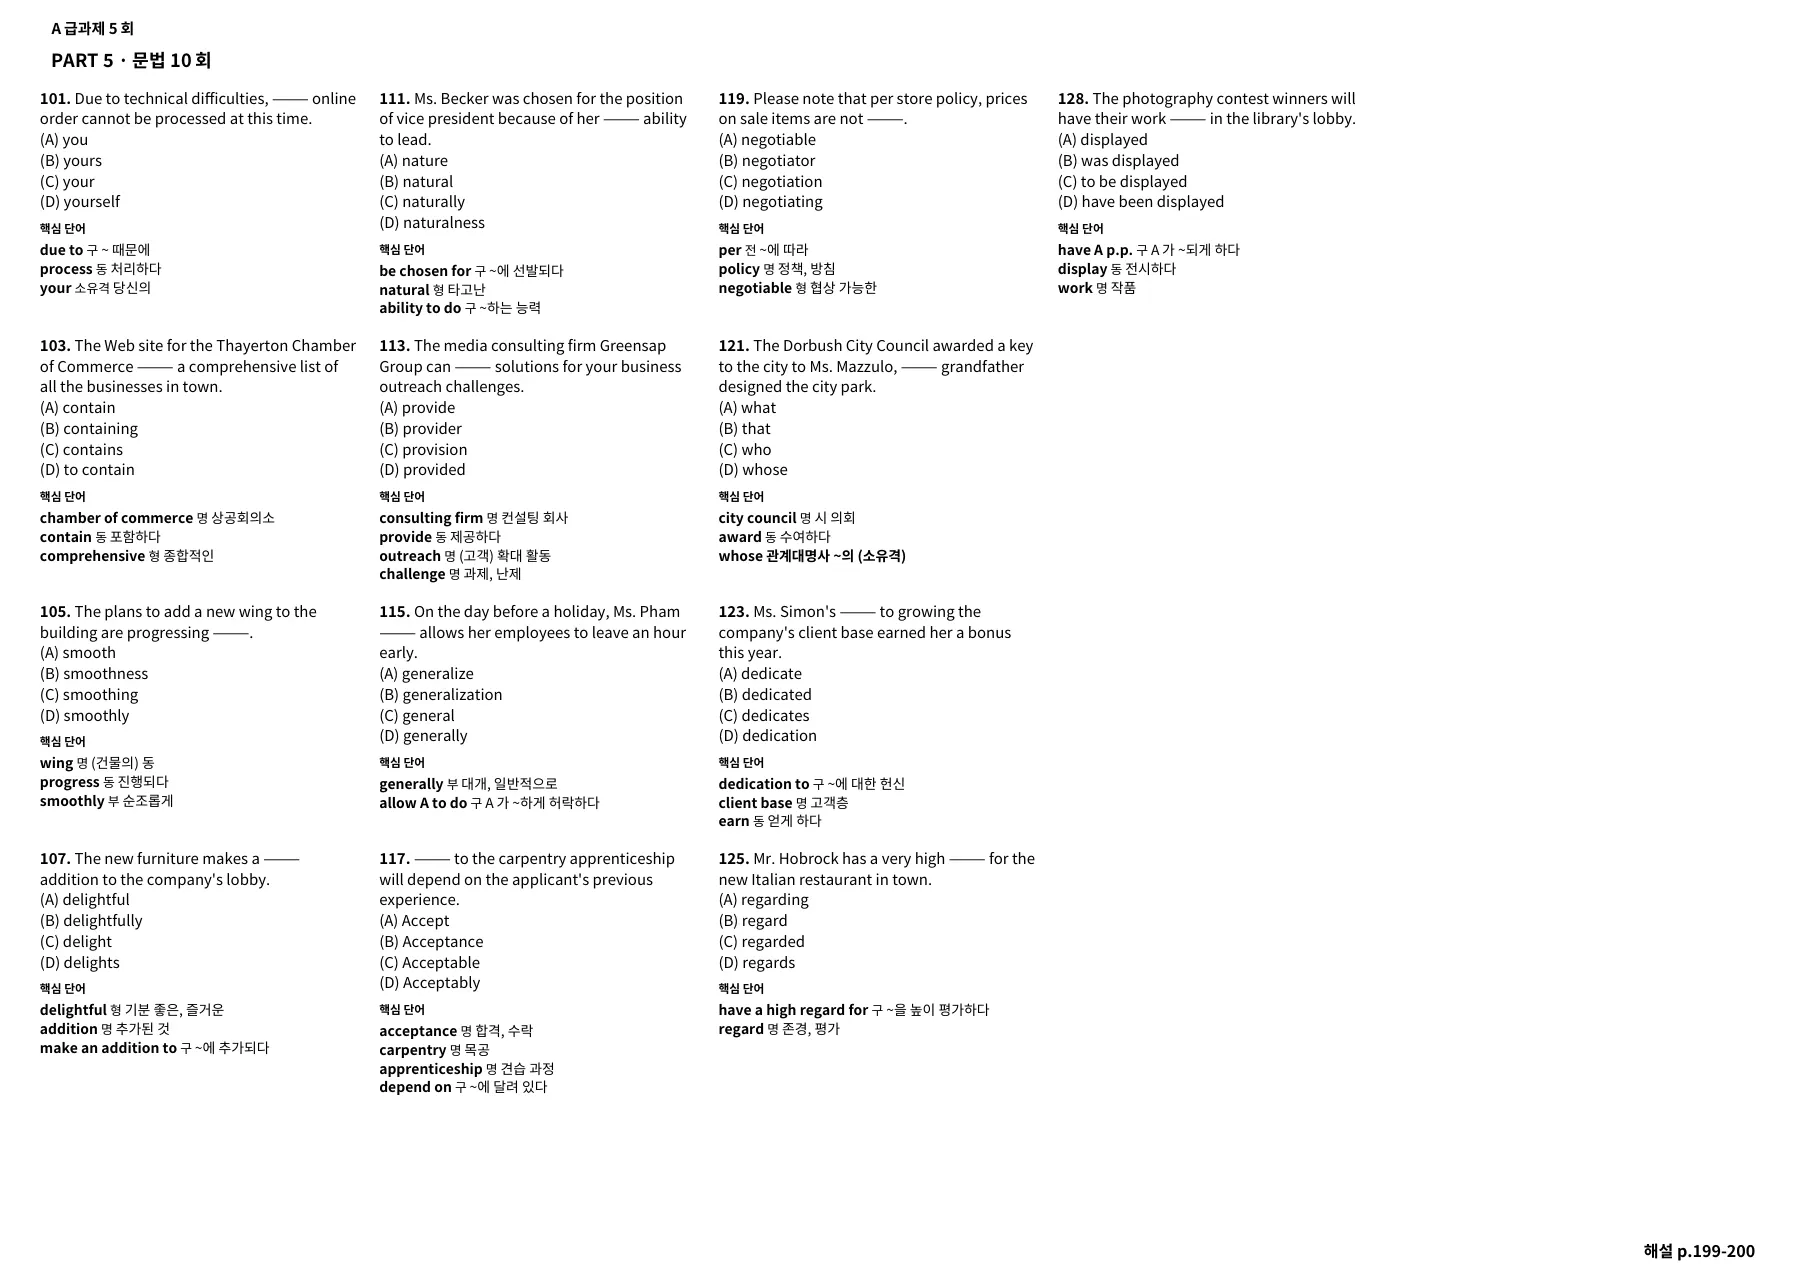 A 급과제 5 회
PART 5 · 문법 10 회
101. Due to technical difficulties, ——— online
order cannot be processed at this time.
(A) you
(B) yours
(C) your
(D) yourself
핵심 단어
due to 구 ~ 때문에
process 동 처리하다
your 소유격 당신의
103. The Web site for the Thayerton Chamber
of Commerce ——— a comprehensive list of
all the businesses in town.
(A) contain
(B) containing
(C) contains
(D) to contain
핵심 단어
chamber of commerce 명 상공회의소
contain 동 포함하다
comprehensive 형 종합적인
105. The plans to add a new wing to the
building are progressing ———.
(A) smooth
(B) smoothness
(C) smoothing
(D) smoothly
핵심 단어
wing 명 (건물의) 동
progress 동 진행되다
smoothly 부 순조롭게
107. The new furniture makes a ———
addition to the company's lobby.
(A) delightful
(B) delightfully
(C) delight
(D) delights
핵심 단어
delightful 형 기분 좋은, 즐거운
addition 명 추가된 것
make an addition to 구 ~에 추가되다
111. Ms. Becker was chosen for the position
of vice president because of her ——— ability
to lead.
(A) nature
(B) natural
(C) naturally
(D) naturalness
핵심 단어
be chosen for 구 ~에 선발되다
natural 형 타고난
ability to do 구 ~하는 능력
113. The media consulting firm Greensap
Group can ——— solutions for your business
outreach challenges.
(A) provide
(B) provider
(C) provision
(D) provided
핵심 단어
consulting firm 명 컨설팅 회사
provide 동 제공하다
outreach 명 (고객) 확대 활동
challenge 명 과제, 난제
115. On the day before a holiday, Ms. Pham
——— allows her employees to leave an hour
early.
(A) generalize
(B) generalization
(C) general
(D) generally
핵심 단어
generally 부 대개, 일반적으로
allow A to do 구 A 가 ~하게 허락하다
117. ——— to the carpentry apprenticeship
will depend on the applicant's previous
experience.
(A) Accept
(B) Acceptance
(C) Acceptable
(D) Acceptably
핵심 단어
acceptance 명 합격, 수락
carpentry 명 목공
apprenticeship 명 견습 과정
depend on 구 ~에 달려 있다
119. Please note that per store policy, prices
on sale items are not ———.
(A) negotiable
(B) negotiator
(C) negotiation
(D) negotiating
핵심 단어
per 전 ~에 따라
policy 명 정책, 방침
negotiable 형 협상 가능한
121. The Dorbush City Council awarded a key
to the city to Ms. Mazzulo, ——— grandfather
designed the city park.
(A) what
(B) that
(C) who
(D) whose
핵심 단어
city council 명 시 의회
award 동 수여하다
whose 관계대명사 ~의 (소유격)
123. Ms. Simon's ——— to growing the
company's client base earned her a bonus
this year.
(A) dedicate
(B) dedicated
(C) dedicates
(D) dedication
핵심 단어
dedication to 구 ~에 대한 헌신
client base 명 고객층
earn 동 얻게 하다
125. Mr. Hobrock has a very high ——— for the
new Italian restaurant in town.
(A) regarding
(B) regard
(C) regarded
(D) regards
핵심 단어
have a high regard for 구 ~을 높이 평가하다
regard 명 존경, 평가
128. The photography contest winners will
have their work ——— in the library's lobby.
(A) displayed
(B) was displayed
(C) to be displayed
(D) have been displayed
핵심 단어
have A p.p. 구 A 가 ~되게 하다
display 동 전시하다
work 명 작품
해설 p.199-200